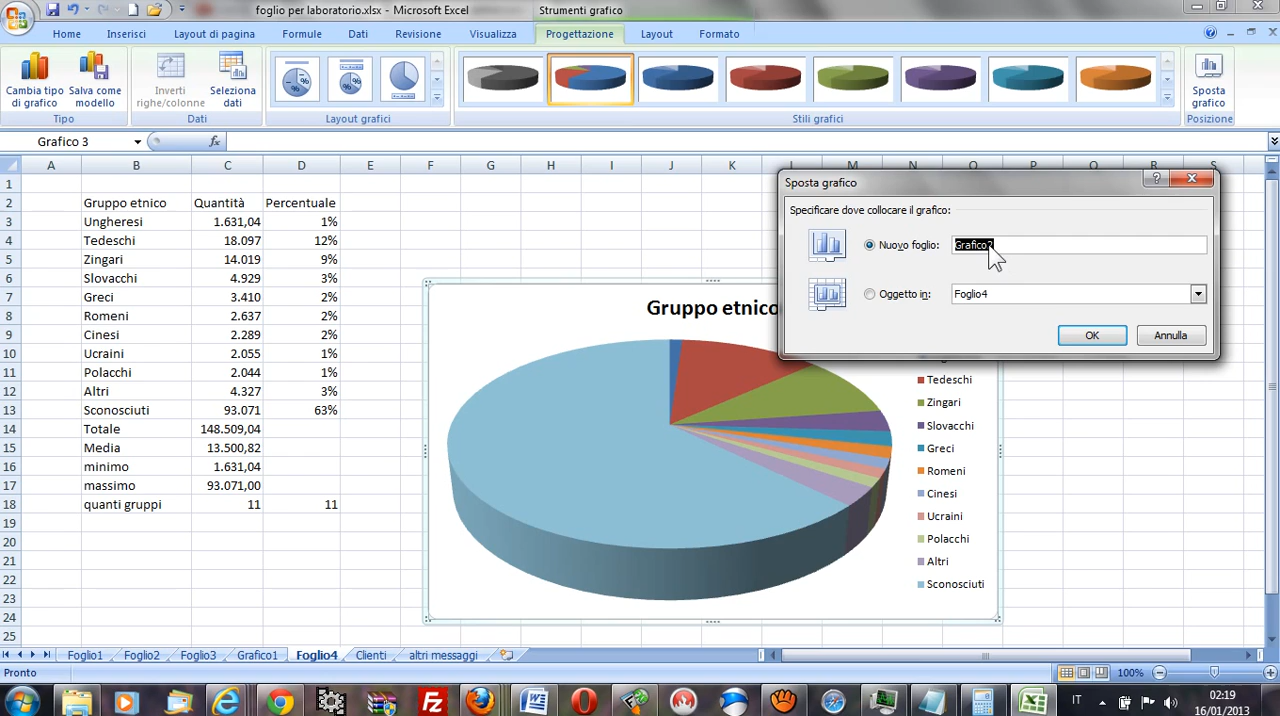 foglio per laboratorio.xlsx - Microsoft Excel
Strumenti grafico
Home Inserisci Layout di pagina Formule Dati Revisione Visualizza Progettazione Layout Formato
Cambia tipo di grafico
Salva come modello
Inverti righe/colonne
Seleziona dati
Sposta grafico
Tipo Dati Layout grafici Stili grafici Posizione
Grafico 3 fx
A B C D E F G H I J K L M N O P Q R S
1
2 Gruppo etnico Quantità Percentuale
3 Ungheresi 1.631,04 1%
4 Tedeschi 18.097 12%
5 Zingari 14.019 9%
6 Slovacchi 4.929 3%
7 Greci 3.410 2%
8 Romeni 2.637 2%
9 Cinesi 2.289 2%
10 Ucraini 2.055 1%
11 Polacchi 2.044 1%
12 Altri 4.327 3%
13 Sconosciuti 93.071 63%
14 Totale 148.509,04
15 Media 13.500,82
16 minimo 1.631,04
17 massimo 93.071,00
18 quanti gruppi 11 11
19
20
21
22
23
24
25
Gruppo etnico
Tedeschi
Zingari
Slovacchi
Greci
Romeni
Cinesi
Ucraini
Polacchi
Altri
Sconosciuti
Sposta grafico
Specificare dove collocare il grafico:
Nuovo foglio: Grafico2
Oggetto in: Foglio4
OK Annulla
Foglio1 Foglio2 Foglio3 Grafico1 Foglio4 Clienti altri messaggi
Pronto 100%
IT 02:19
16/01/2013